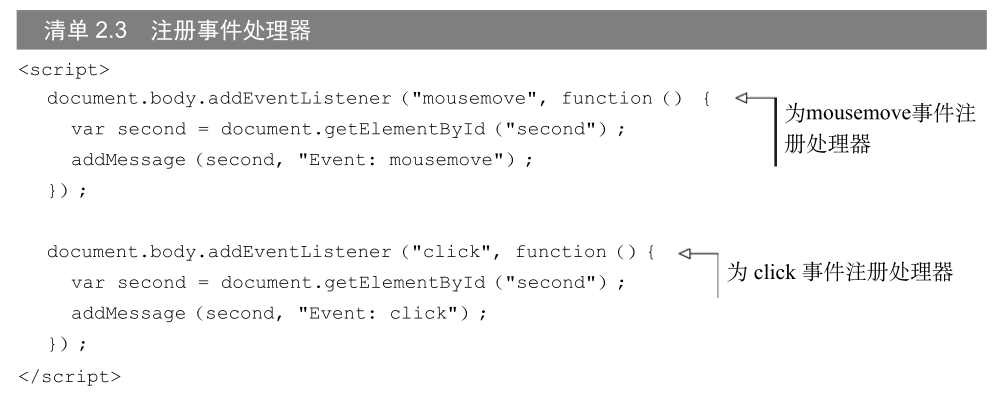 清单 2.3　注册事件处理器
<script>
document.body.addEventListener ("mousemove", function () {
为mousemove事件注
册处理器
var second = document.getElementById ("second") ;
addMessage (second, "Event: mousemove") ;
}) ;
document.body.addEventListener ("click", function () {
为 click 事件注册处理器
var second = document.getElementById ("second") ;
addMessage (second, "Event: click") ;
}) ;
</script>